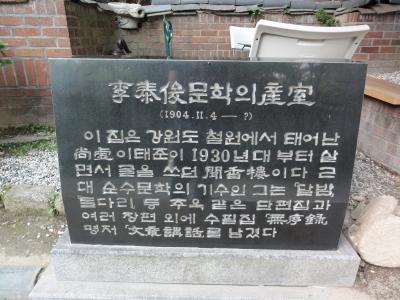 李泰俊문학의産室
(1904. 11. 4 — ?)
이 집은 강원도 철원에서 태어난
尙虛 이태준이 1930년대 부터 살
면서 글을 쓰던 聞香樓이다 근
대 순수문학의 기수인 그는 「달밤,
돌다리」 등 주옥 같은 단편집과
여러 장편 외에 수필집 「無序錄」
명저 「文章講話」를 남겼다